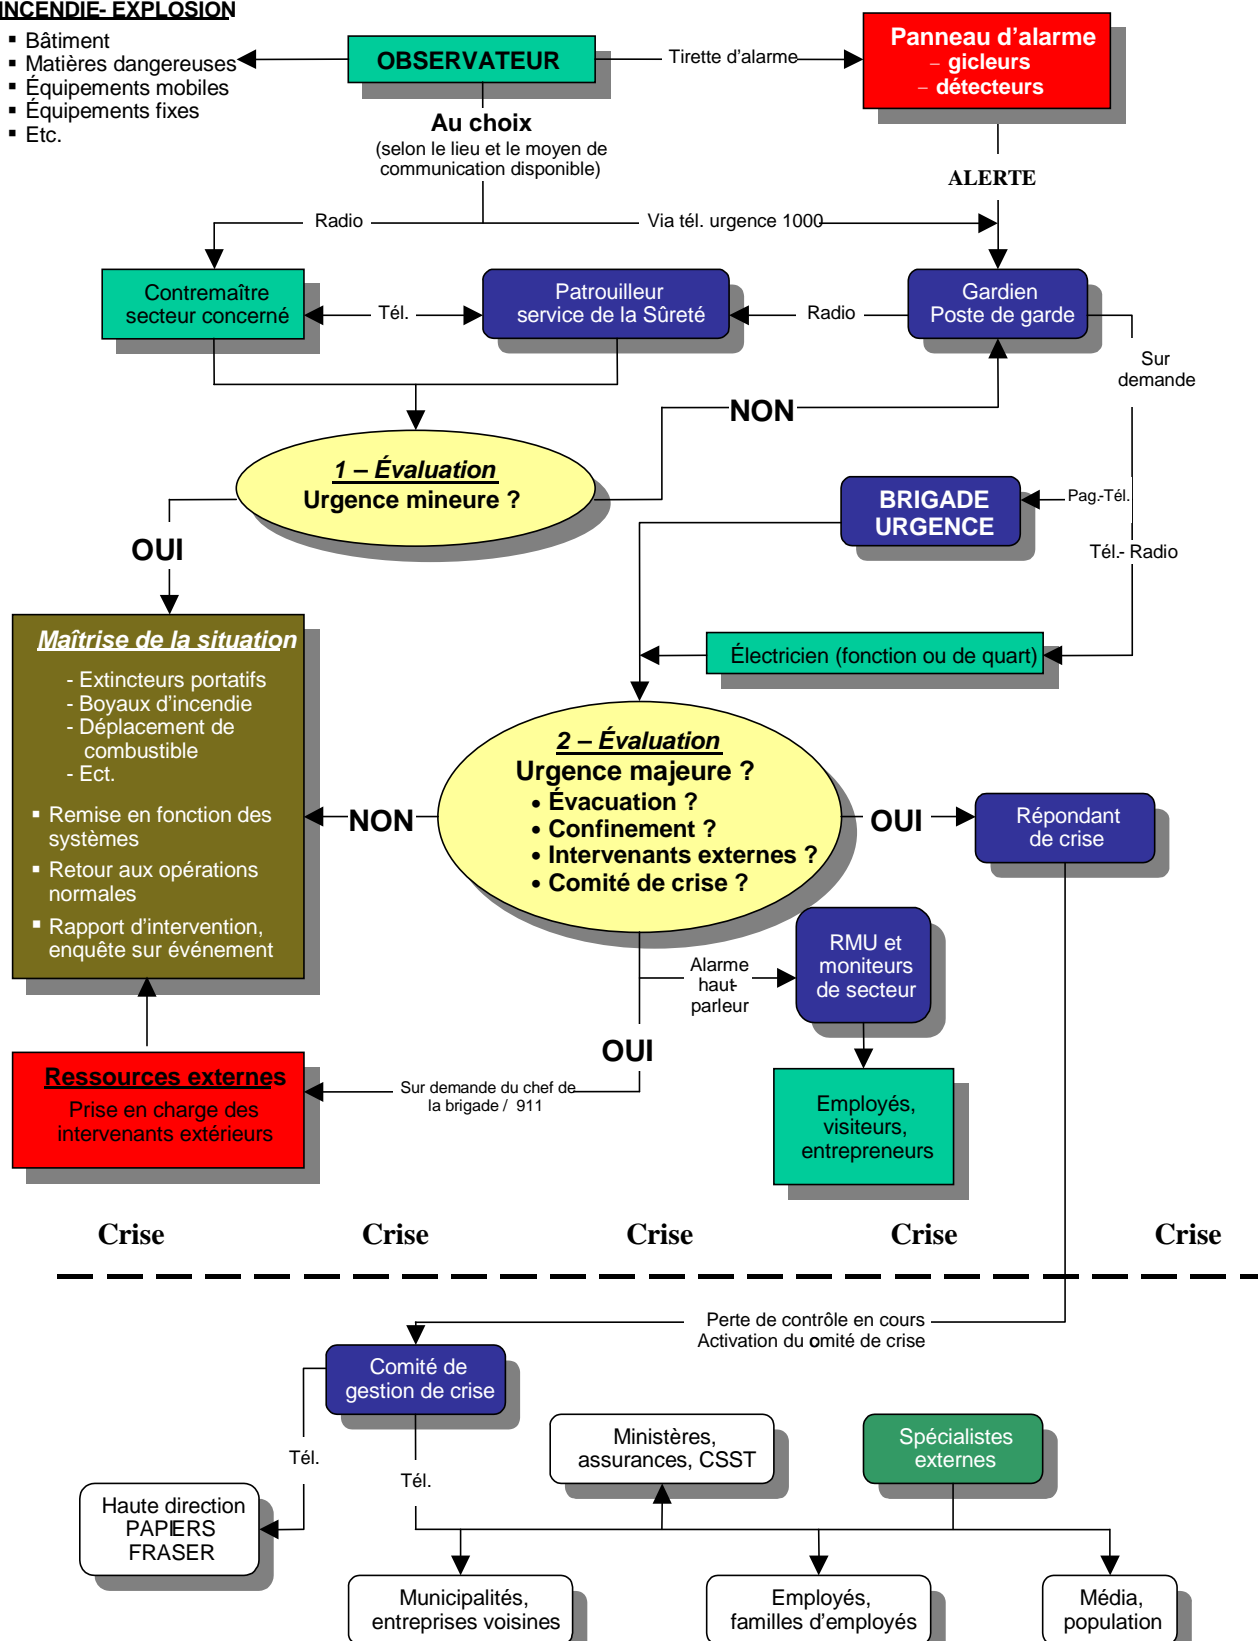 INCENDIE- EXPLOSION
▪ Bâtiment
▪ Matières dangereuses
▪ Équipements mobiles
▪ Équipements fixes
▪ Etc.
OBSERVATEUR
Tirette d'alarme
Panneau d'alarme
– gicleurs
– détecteurs
Au choix
(selon le lieu et le moyen de
communication disponible)
ALERTE
Radio
Via tél. urgence 1000
Contremaître
secteur concerné
Tél.
Patrouilleur
service de la Sûreté
Radio
Gardien
Poste de garde
Sur
demande
NON
1 – Évaluation
Urgence mineure ?
OUI
BRIGADE
URGENCE
Pag.-Tél.
Tél.- Radio
Électricien (fonction ou de quart)
Maîtrise de la situation
- Extincteurs portatifs
- Boyaux d'incendie
- Déplacement de
combustible
- Ect.
▪ Remise en fonction des
systèmes
▪ Retour aux opérations
normales
▪ Rapport d'intervention,
enquête sur événement
NON
2 – Évaluation
Urgence majeure ?
• Évacuation ?
• Confinement ?
• Intervenants externes ?
• Comité de crise ?
OUI
Répondant
de crise
Alarme
haut-
parleur
RMU et
moniteurs
de secteur
OUI
Ressources externes
Prise en charge des
intervenants extérieurs
Sur demande du chef de
la brigade / 911
Employés,
visiteurs,
entrepreneurs
Crise Crise Crise Crise Crise
Perte de contrôle en cours
Activation du omité de crise
Comité de
gestion de crise
Tél.
Tél.
Ministères,
assurances, CSST
Spécialistes
externes
Haute direction
PAPIERS
FRASER
Municipalités,
entreprises voisines
Employés,
familles d'employés
Média,
population